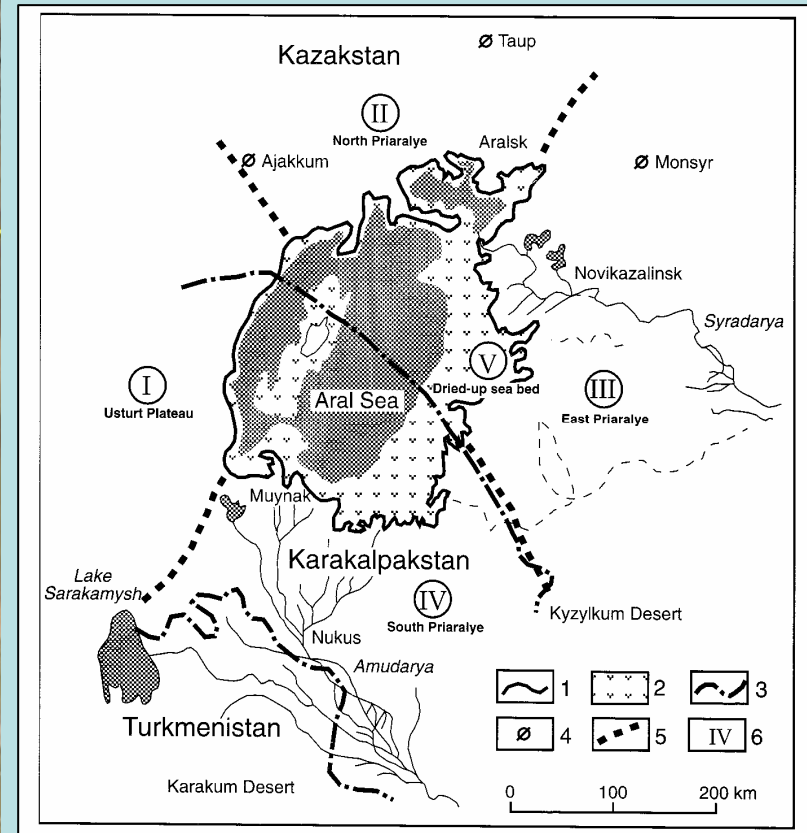 Kazakstan
Taup
II
North Priaralye
Aralsk
Ajakkum
Monsyr
Novikazalinsk
Syradarya
V
Dried-up sea bed
I
Usturt Plateau
Aral Sea
III
East Priaralye
Muynak
Karakalpakstan
Lake
Sarakamysh
IV
South Priaralye
Kyzylkum Desert
Nukus
Amudarya
Turkmenistan
Karakum Desert
1
2
3
4
5
IV 6
0 100 200 km